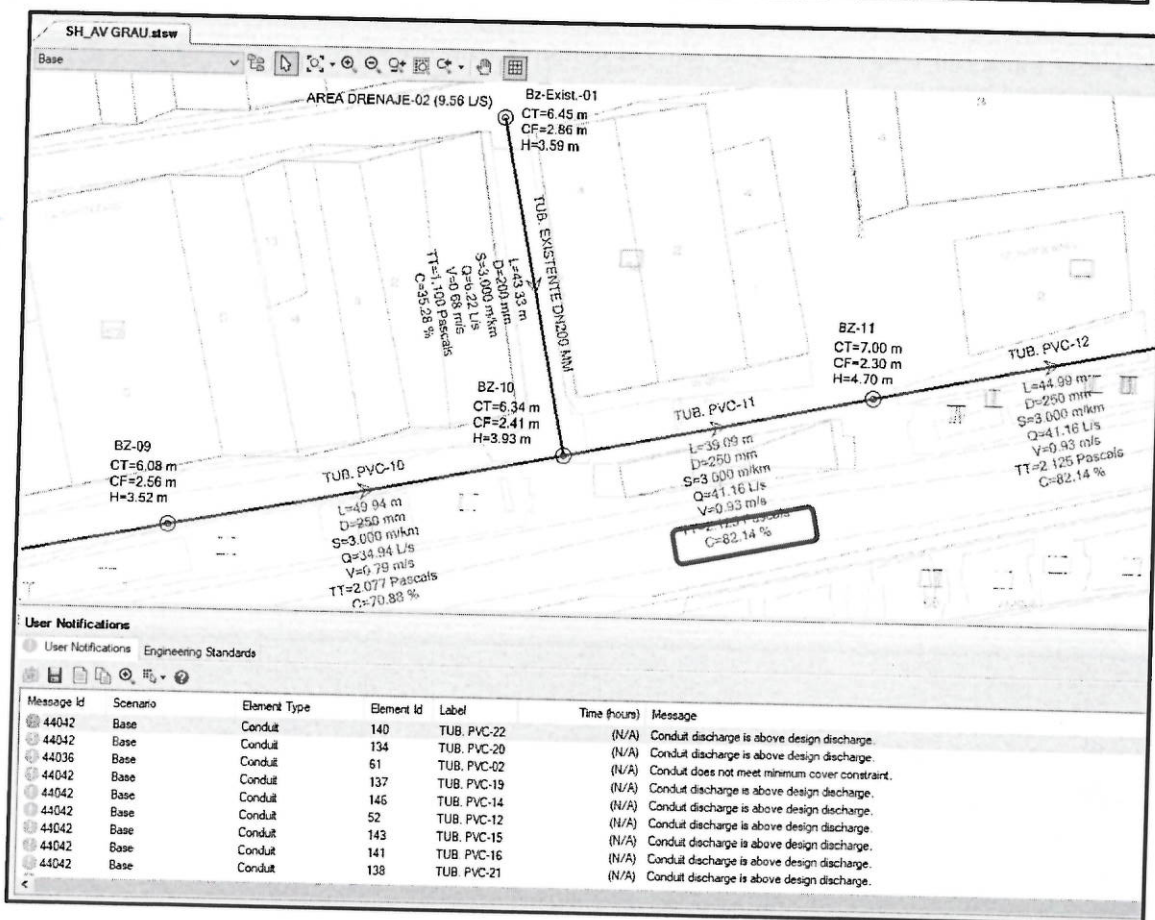 SH_AV GRAU.stsw
Base
AREA DRENAJE-02 (9.56 L/S)
Bz-Exist.-01
CT=6.45 m
CF=2.86 m
H=3.59 m
TUB. EXISTENTE DN200 MM
L=43.33 m
D=200 mm
S=3.000 m/km
Q=6.22 L/s
V=0.68 m/s
TT=1.100 Pascals
C=35.28 %
BZ-11
CT=7.00 m
CF=2.30 m
H=4.70 m
TUB. PVC-12
L=44.99 m
D=250 mm
S=3.000 m/km
Q=41.16 L/s
V=0.93 m/s
TT=2.125 Pascals
C=82.14 %
BZ-10
CT=6.34 m
CF=2.41 m
H=3.93 m
TUB. PVC-11
L=39.09 m
D=250 mm
S=3.000 m/km
Q=41.16 L/s
V=0.93 m/s
TT=2.125 Pascals
C=82.14 %
BZ-09
CT=6.08 m
CF=2.56 m
H=3.52 m
TUB. PVC-10
L=49.94 m
D=250 mm
S=3.000 m/km
Q=34.94 L/s
V=0.79 m/s
TT=2.077 Pascals
C=70.88 %
User Notifications
User Notifications Engineering Standards
Message Id Scenario Element Type Element Id Label Time (hours) Message
44042 Base Conduit 140 TUB. PVC-22 (N/A) Conduit discharge is above design discharge.
44042 Base Conduit 134 TUB. PVC-20 (N/A) Conduit discharge is above design discharge.
44036 Base Conduit 61 TUB. PVC-02 (N/A) Conduit does not meet minimum cover constraint.
44042 Base Conduit 137 TUB. PVC-19 (N/A) Conduit discharge is above design discharge.
44042 Base Conduit 146 TUB. PVC-14 (N/A) Conduit discharge is above design discharge.
44042 Base Conduit 52 TUB. PVC-12 (N/A) Conduit discharge is above design discharge.
44042 Base Conduit 143 TUB. PVC-15 (N/A) Conduit discharge is above design discharge.
44042 Base Conduit 141 TUB. PVC-16 (N/A) Conduit discharge is above design discharge.
44042 Base Conduit 138 TUB. PVC-21 (N/A) Conduit discharge is above design discharge.